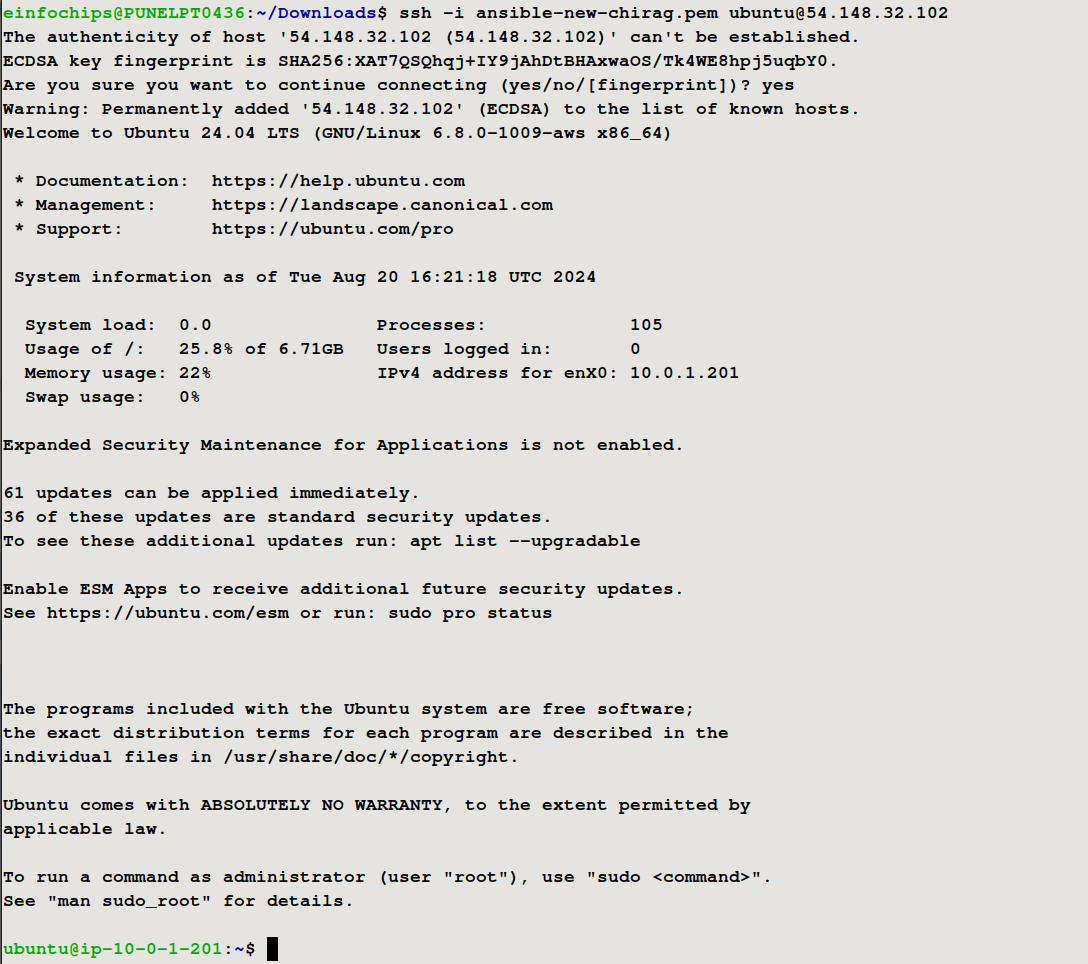 einfochips@PUNELPT0436:~/Downloads$ ssh -i ansible-new-chirag.pem ubuntu@54.148.32.102
The authenticity of host '54.148.32.102 (54.148.32.102)' can't be established.
ECDSA key fingerprint is SHA256:XAT7QSQhqj+IY9jAhDtBHAxwaOS/Tk4WE8hpj5uqbY0.
Are you sure you want to continue connecting (yes/no/[fingerprint])? yes
Warning: Permanently added '54.148.32.102' (ECDSA) to the list of known hosts.
Welcome to Ubuntu 24.04 LTS (GNU/Linux 6.8.0-1009-aws x86_64)

 * Documentation:  https://help.ubuntu.com
 * Management:     https://landscape.canonical.com
 * Support:        https://ubuntu.com/pro

 System information as of Tue Aug 20 16:21:18 UTC 2024

  System load:  0.0               Processes:             105
  Usage of /:   25.8% of 6.71GB   Users logged in:       0
  Memory usage: 22%               IPv4 address for enX0: 10.0.1.201
  Swap usage:   0%

Expanded Security Maintenance for Applications is not enabled.

61 updates can be applied immediately.
36 of these updates are standard security updates.
To see these additional updates run: apt list --upgradable

Enable ESM Apps to receive additional future security updates.
See https://ubuntu.com/esm or run: sudo pro status

The programs included with the Ubuntu system are free software;
the exact distribution terms for each program are described in the
individual files in /usr/share/doc/*/copyright.

Ubuntu comes with ABSOLUTELY NO WARRANTY, to the extent permitted by
applicable law.

To run a command as administrator (user "root"), use "sudo <command>".
See "man sudo_root" for details.

ubuntu@ip-10-0-1-201:~$